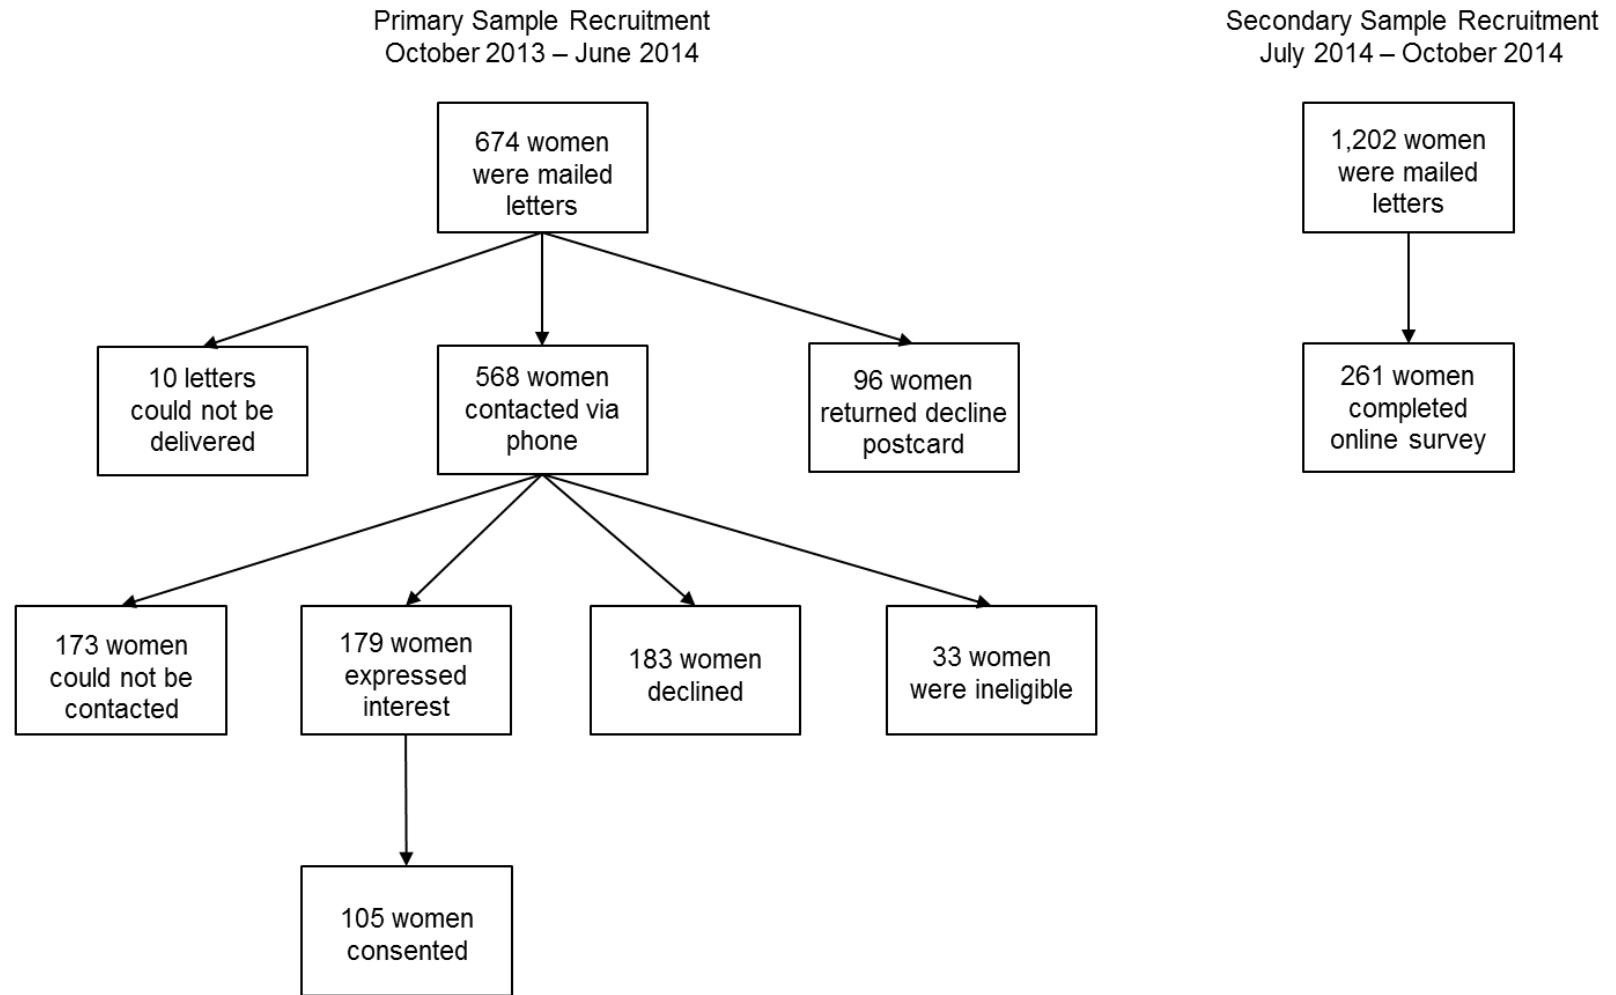 Primary Sample Recruitment
October 2013 – June 2014
Secondary Sample Recruitment
July 2014 – October 2014
674 women
were mailed
letters
1,202 women
were mailed
letters
10 letters
could not be
delivered
568 women
contacted via
phone
96 women
returned decline
postcard
261 women
completed
online survey
173 women
could not be
contacted
179 women
expressed
interest
183 women
declined
33 women
were ineligible
105 women
consented